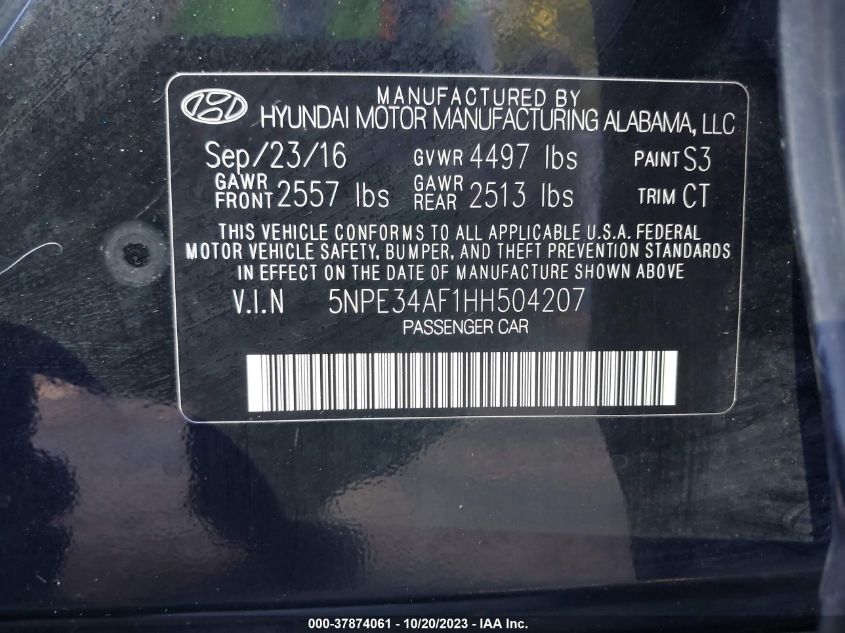 MANUFACTURED BY
HYUNDAI MOTOR MANUFACTURING ALABAMA, LLC
Sep/23/16 GVWR 4497 lbs PAINT S3
GAWR FRONT 2557 lbs GAWR REAR 2513 lbs TRIM CT
THIS VEHICLE CONFORMS TO ALL APPLICABLE U.S.A. FEDERAL
MOTOR VEHICLE SAFETY, BUMPER, AND THEFT PREVENTION STANDARDS
IN EFFECT ON THE DATE OF MANUFACTURE SHOWN ABOVE
V.I.N 5NPE34AF1HH504207
PASSENGER CAR
000-37874061 - 10/20/2023 - IAA Inc.